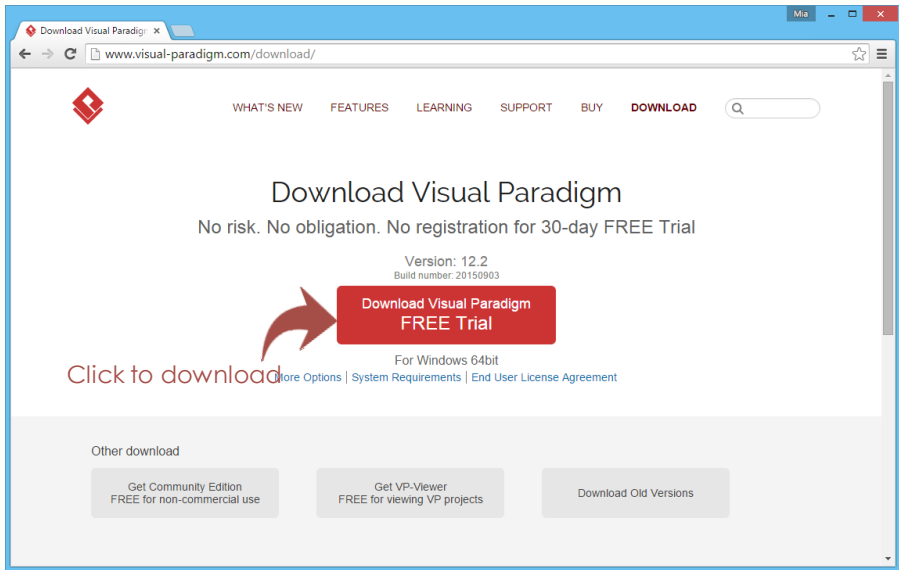 Mia
Download Visual Paradigr
www.visual-paradigm.com/download/
WHAT'S NEW FEATURES LEARNING SUPPORT BUY DOWNLOAD
Download Visual Paradigm
No risk. No obligation. No registration for 30-day FREE Trial
Version: 12.2
Build number: 20150903
Download Visual Paradigm
FREE Trial
For Windows 64bit
Click to download
More Options | System Requirements | End User License Agreement
Other download
Get Community Edition
FREE for non-commercial use
Get VP-Viewer
FREE for viewing VP projects
Download Old Versions